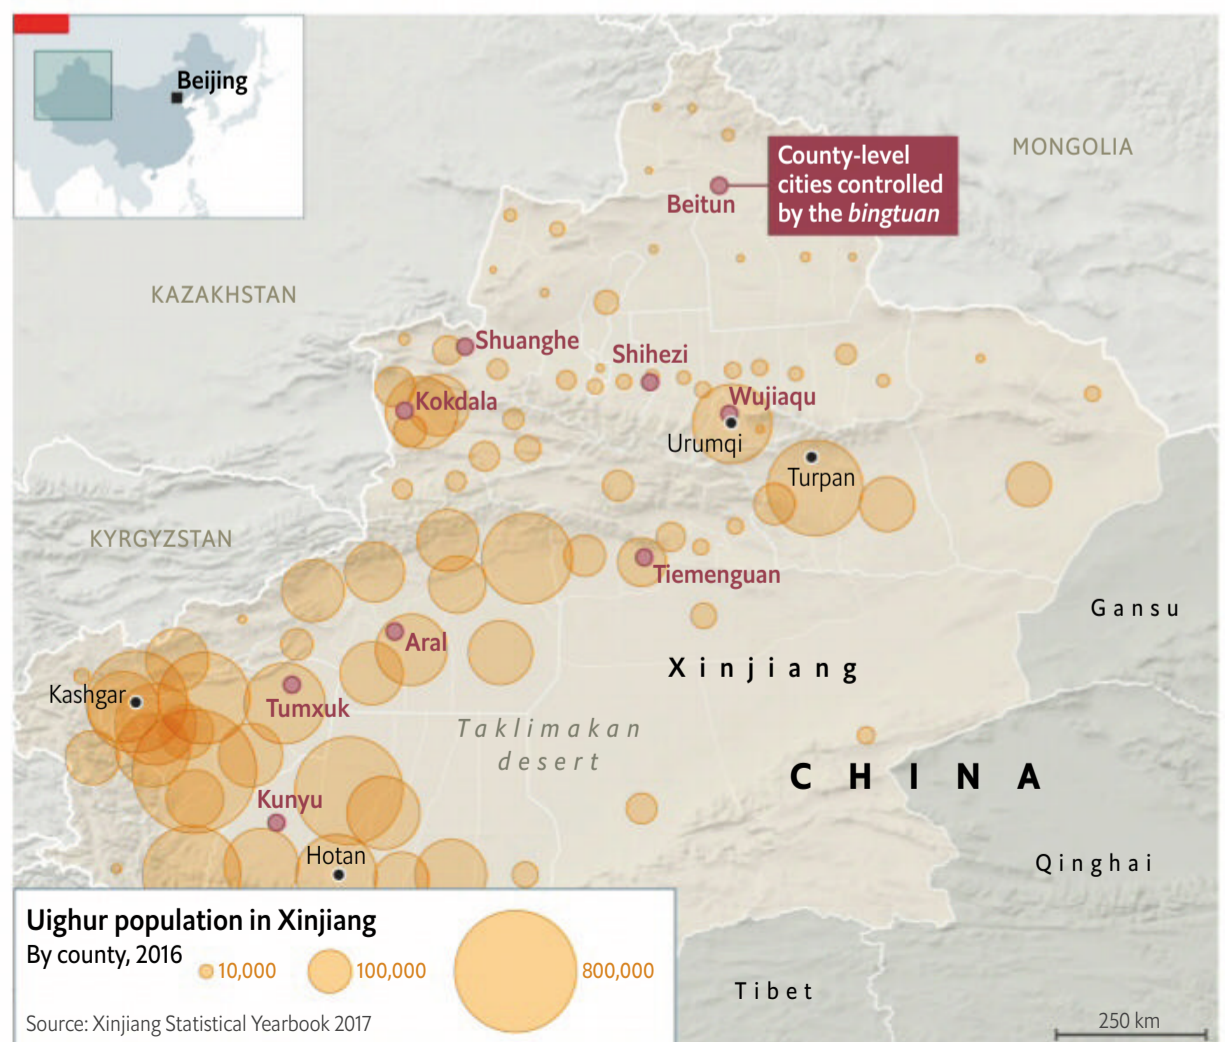 Beijing
MONGOLIA
County-level
cities controlled
by the bingtuan
Beitun
KAZAKHSTAN
Shuanghe
Shihezi
Kokdala
Wujiaqu
Urumqi
Turpan
KYRGYZSTAN
Tiemenguan
Gansu
Aral
Xinjiang
Kashgar
Tumxuk
Taklimakan
desert
CHINA
Kunyu
Hotan
Qinghai
Uighur population in Xinjiang
By county, 2016
10,000
100,000
800,000
Source: Xinjiang Statistical Yearbook 2017
Tibet
250 km